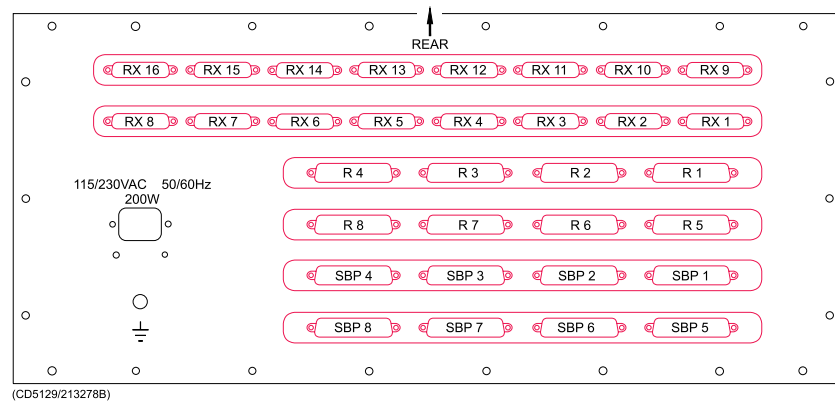 REAR
RX 16 RX 15 RX 14 RX 13 RX 12 RX 11 RX 10 RX 9
RX 8 RX 7 RX 6 RX 5 RX 4 RX 3 RX 2 RX 1
R 4 R 3 R 2 R 1
115/230VAC 50/60Hz
200W
R 8 R 7 R 6 R 5
SBP 4 SBP 3 SBP 2 SBP 1
SBP 8 SBP 7 SBP 6 SBP 5
(CD5129/213278B)